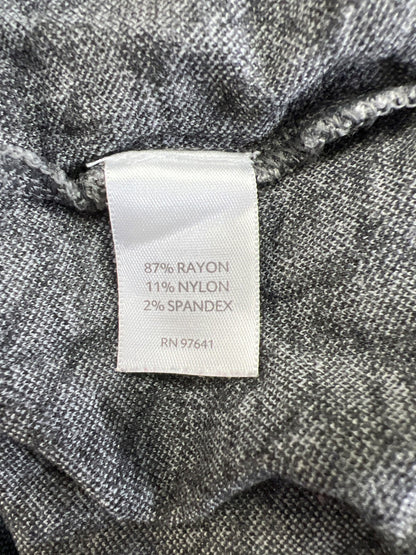 87% RAYON
11% NYLON
2% SPANDEX
RN 97641